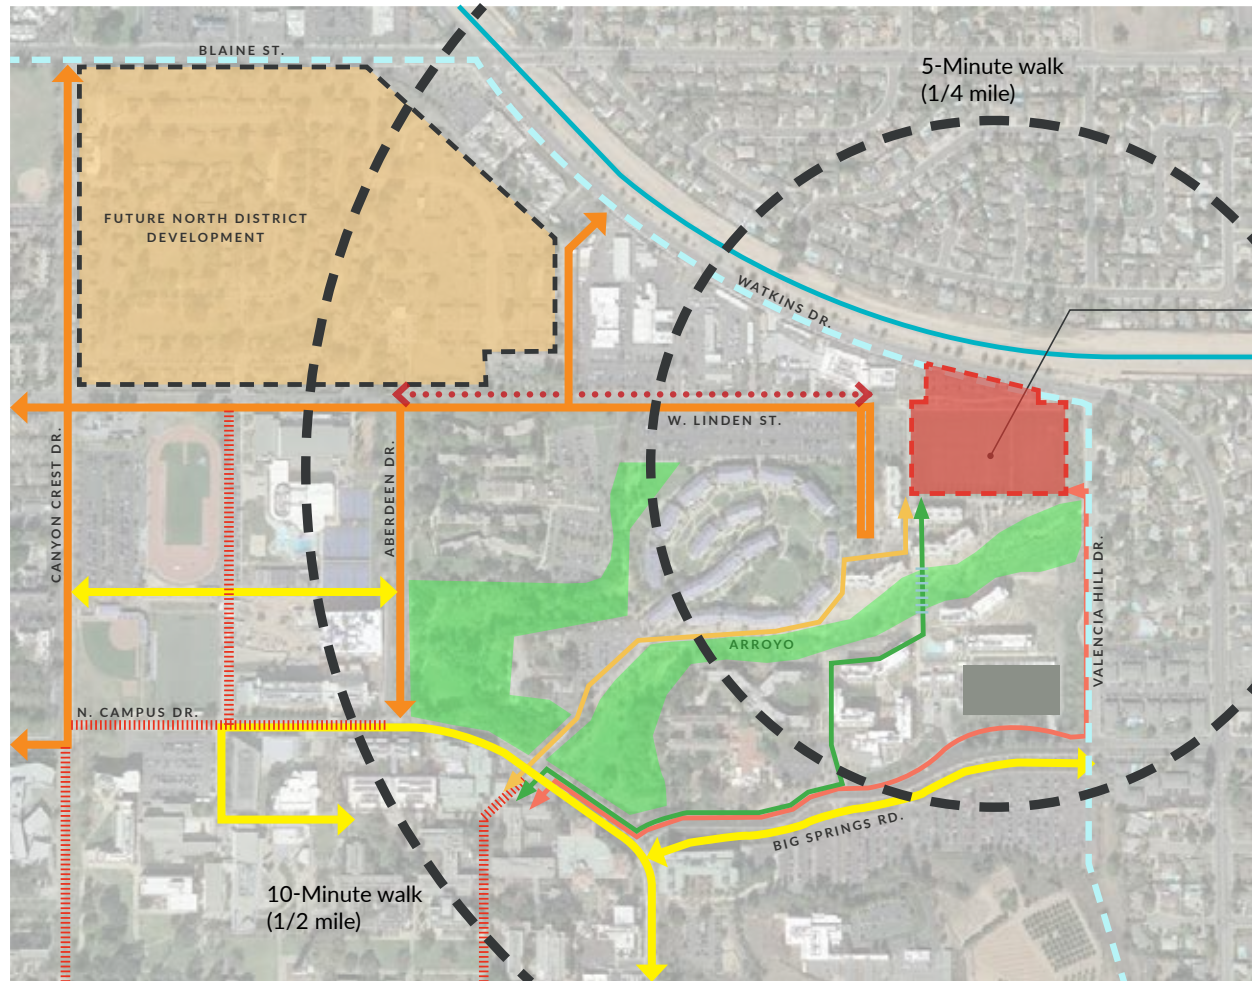 BLAINE ST.
5-Minute walk
(1/4 mile)
FUTURE NORTH DISTRICT
DEVELOPMENT
WATKINS DR.
W. LINDEN ST.
CANYON CREST DR.
ABERDEEN DR.
VALENCIA HILL DR.
ARROYO
N. CAMPUS DR.
BIG SPRINGS RD.
10-Minute walk
(1/2 mile)